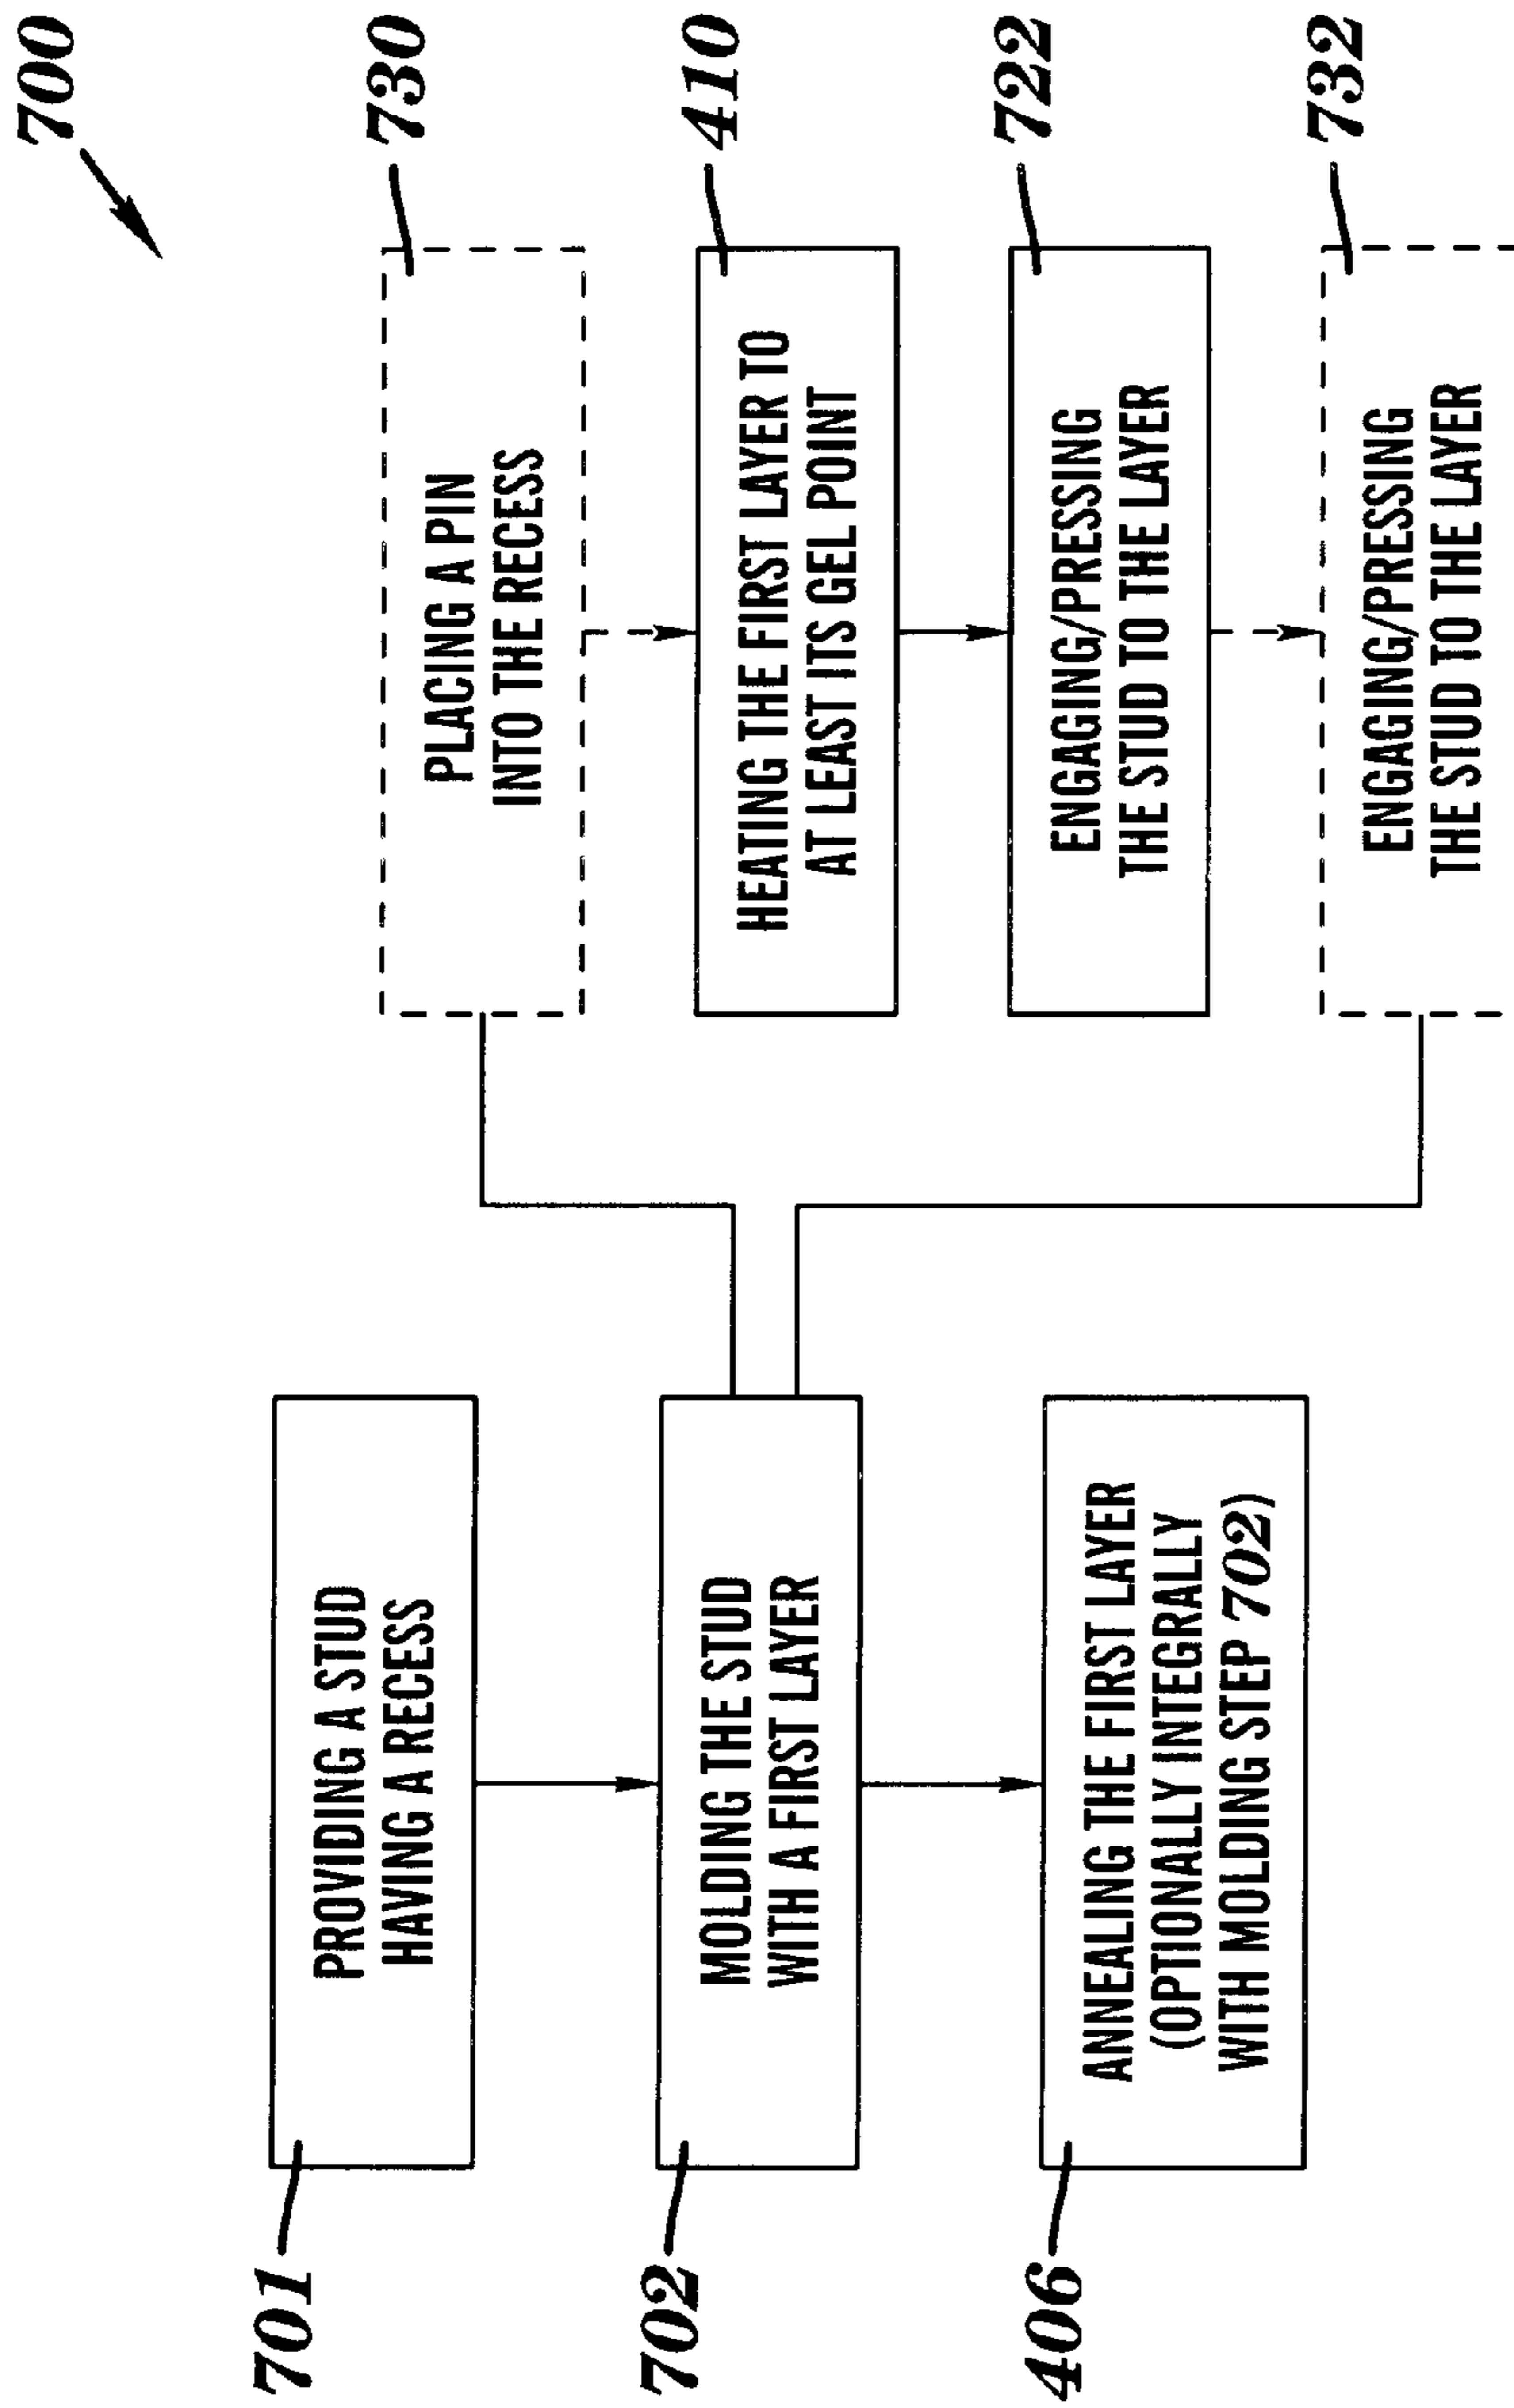 700
701
PROVIDING A STUD
HAVING A RECESS
702
MOLDING THE STUD
WITH A FIRST LAYER
406
ANNEALING THE FIRST LAYER
(OPTIONALLY INTEGRALLY
WITH MOLDING STEP 702)
730
PLACING A PIN
INTO THE RECESS
410
HEATING THE FIRST LAYER TO
AT LEAST ITS GEL POINT
722
ENGAGING/PRESSING
THE STUD TO THE LAYER
732
ENGAGING/PRESSING
THE STUD TO THE LAYER